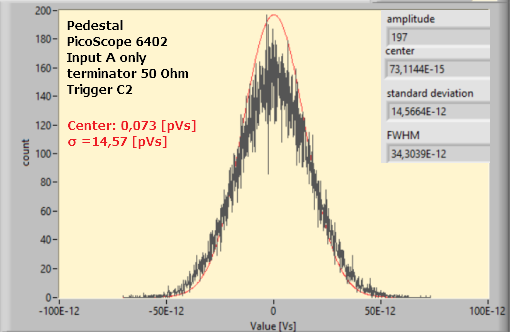 Pedestal
PicoScope 6402
Input A only
terminator 50 Ohm
Trigger C2
Center: 0,073 [pVs]
σ =14,57 [pVs]
amplitude
197
center
73,1144E-15
standard deviation
14,5664E-12
FWHM
34,3039E-12
count
200
180
160
140
120
100
80
60
40
20
0
-100E-12
-50E-12
0
50E-12
100E-12
Value [Vs]